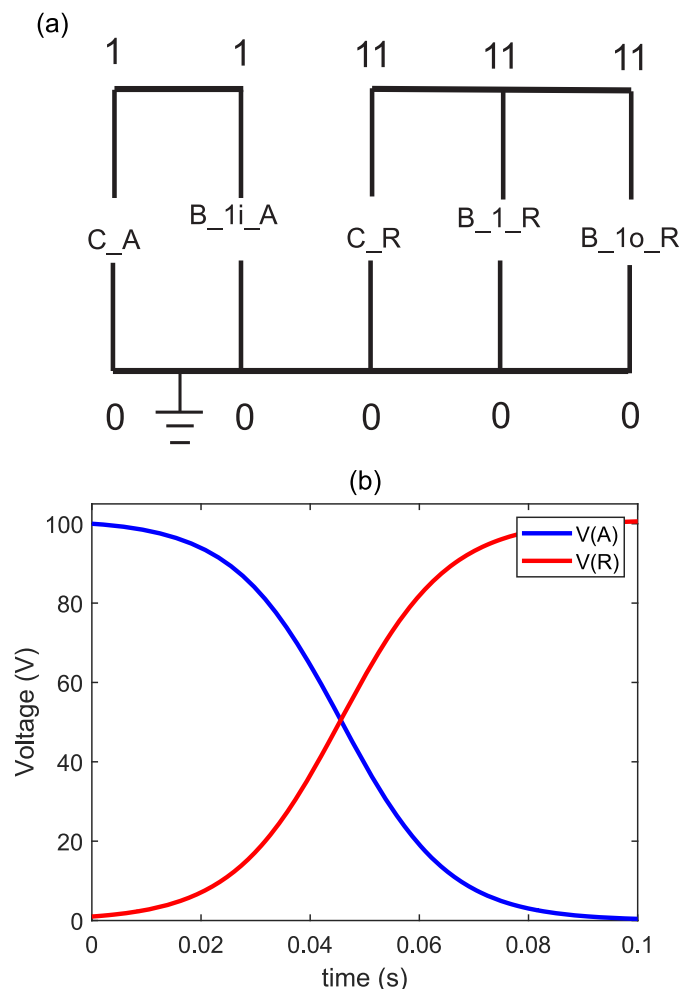 (a)
1 1 11 11 11
C_A B_1i_A C_R B_1_R B_1o_R
0 0 0 0 0
(b)
V(A)
V(R)
100
80
60
40
20
0
Voltage (V)
0 0.02 0.04 0.06 0.08 0.1
time (s)